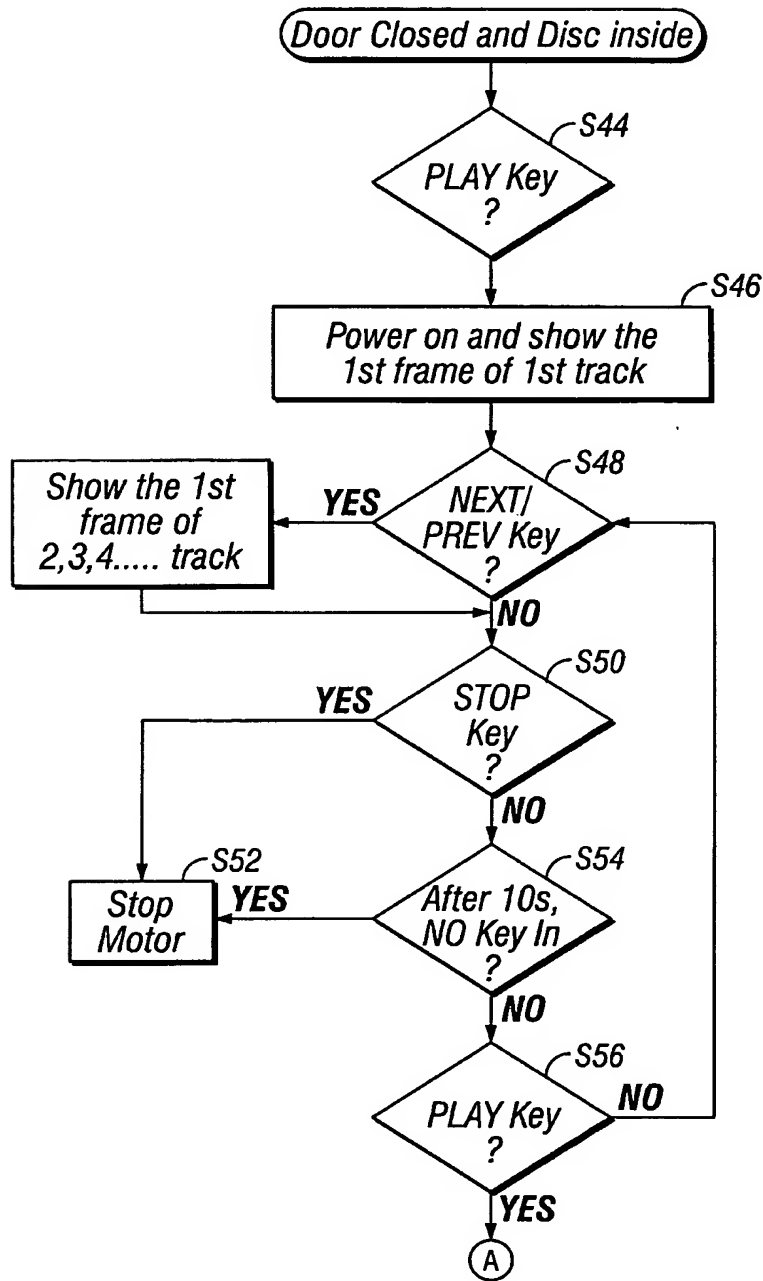 Door Closed and Disc inside
S44
PLAY Key
?
S46
Power on and show the
1st frame of 1st track
S48
Show the 1st
frame of
2,3,4..... track
YES
NEXT/
PREV Key
?
NO
S50
YES
STOP
Key
?
NO
S52
S54
Stop
Motor
YES
After 10s,
NO Key In
?
NO
S56
PLAY Key
?
NO
YES
A